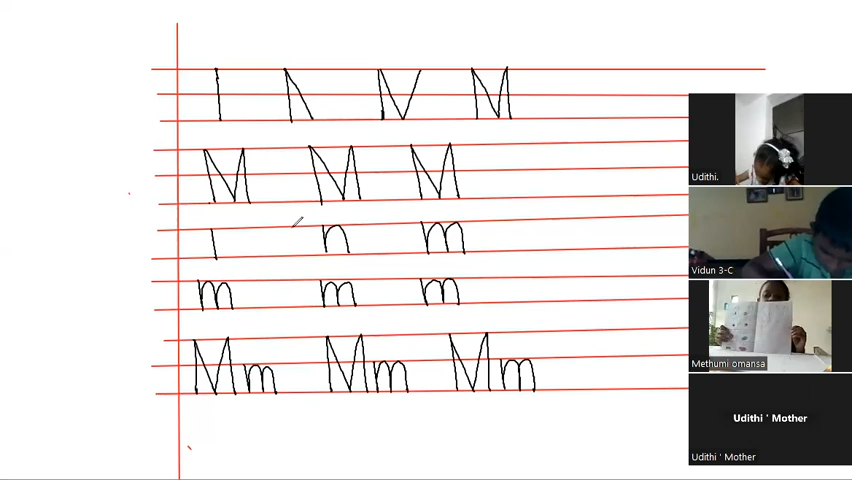 M M M
n m
m m m
Mm Mm Mm
Udithi.
Vidun 3-C
Methumi omansa
Udithi ' Mother
Udithi ' Mother